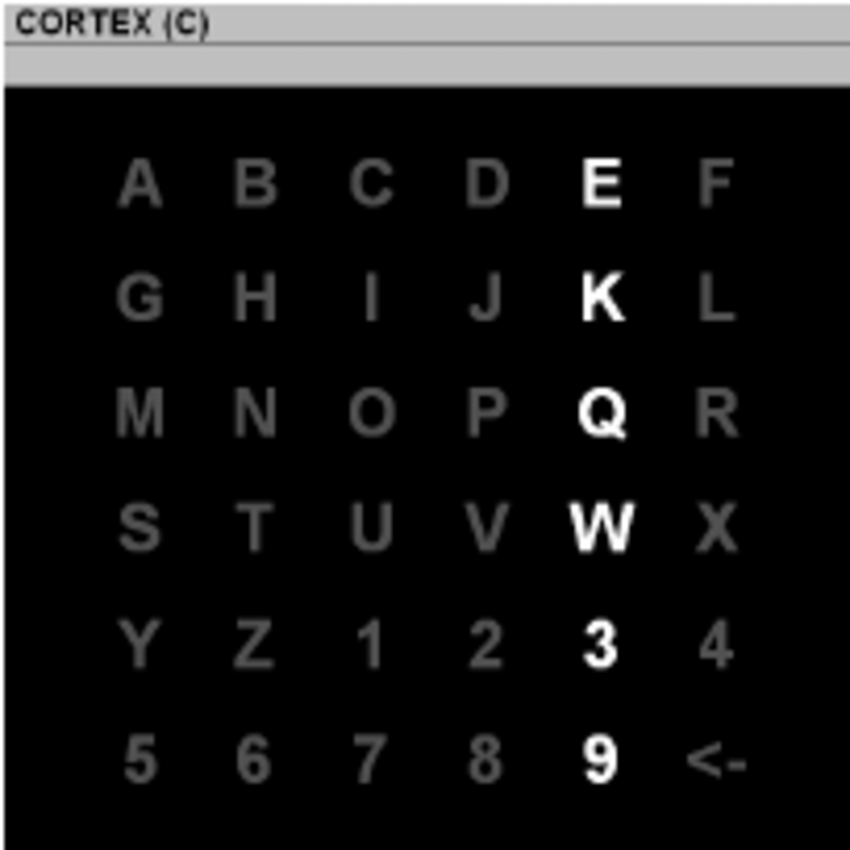 CORTEX (C)
A B C D E F
G H I J K L
M N O P Q R
S T U V W X
Y Z 1 2 3 4
5 6 7 8 9 <-